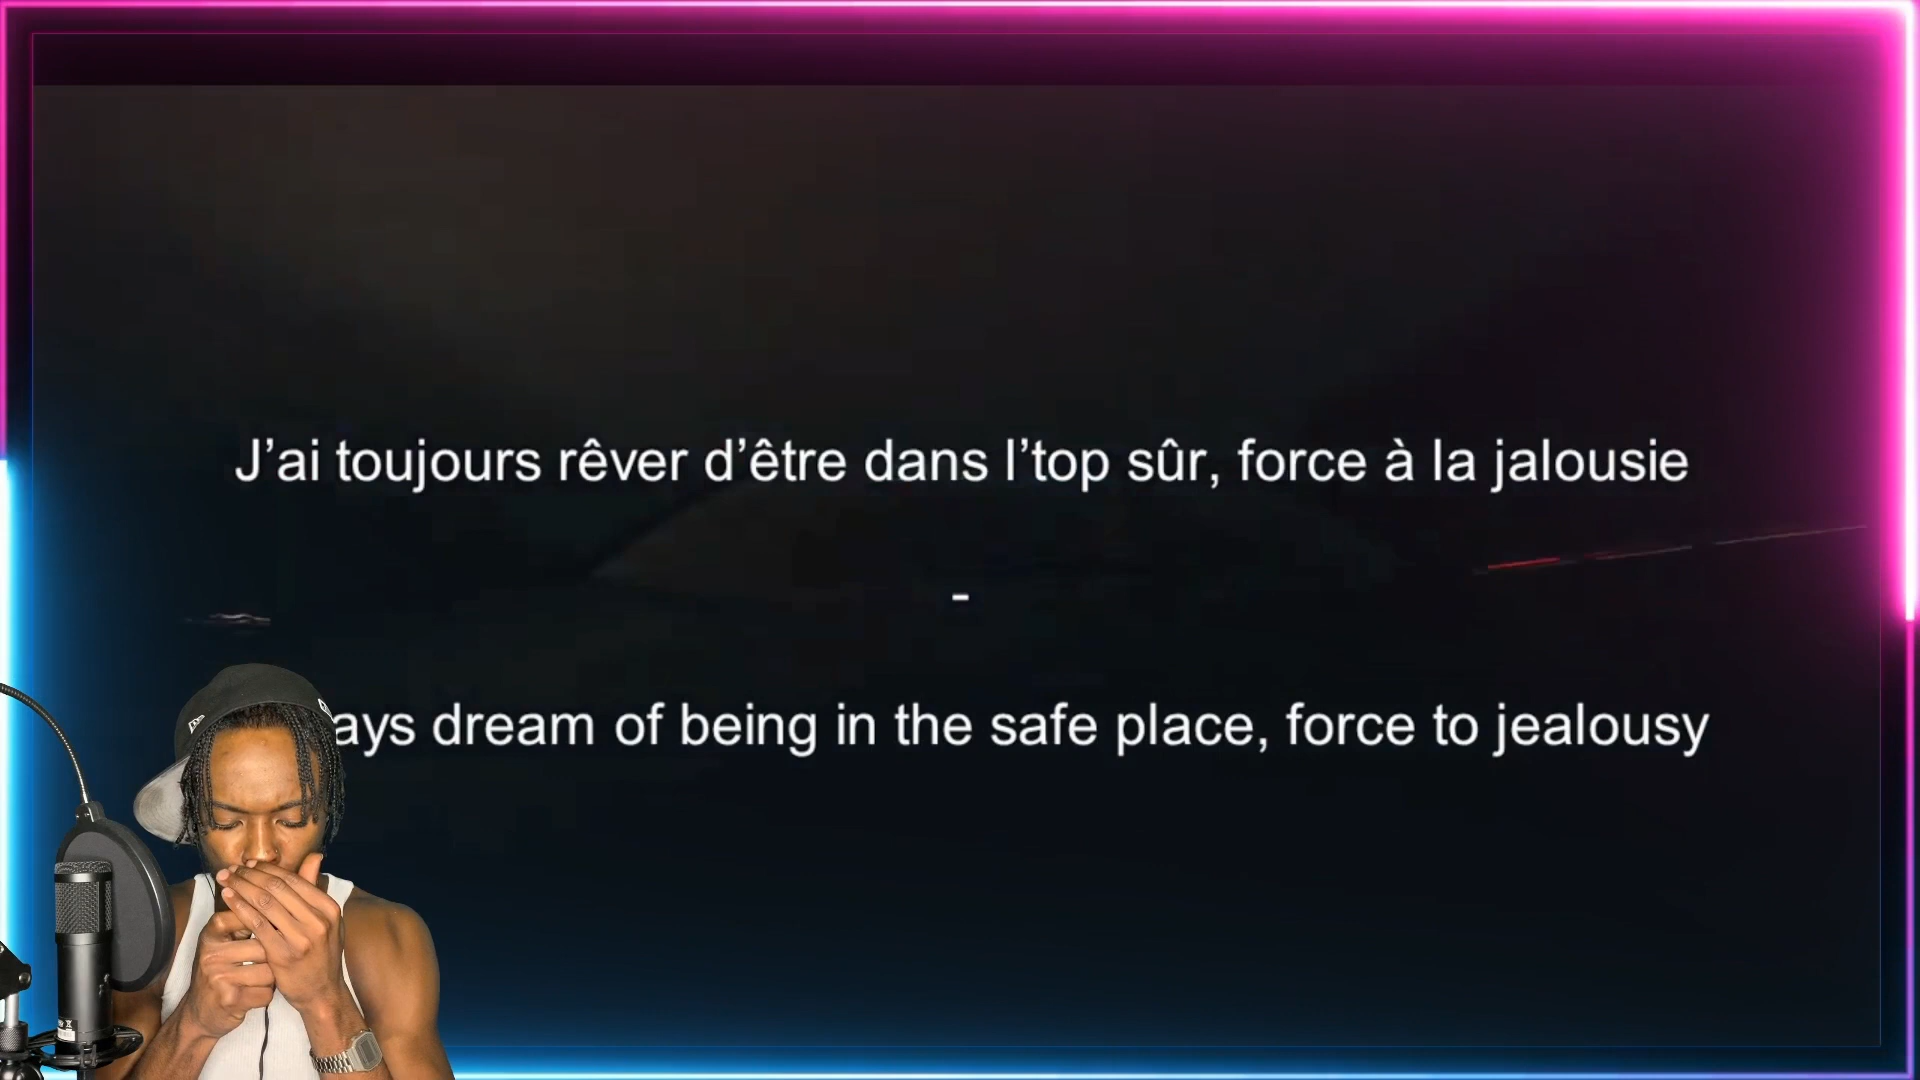 J’ai toujours rêver d’être dans l’top sûr, force à la jalousie
-
ays dream of being in the safe place, force to jealousy